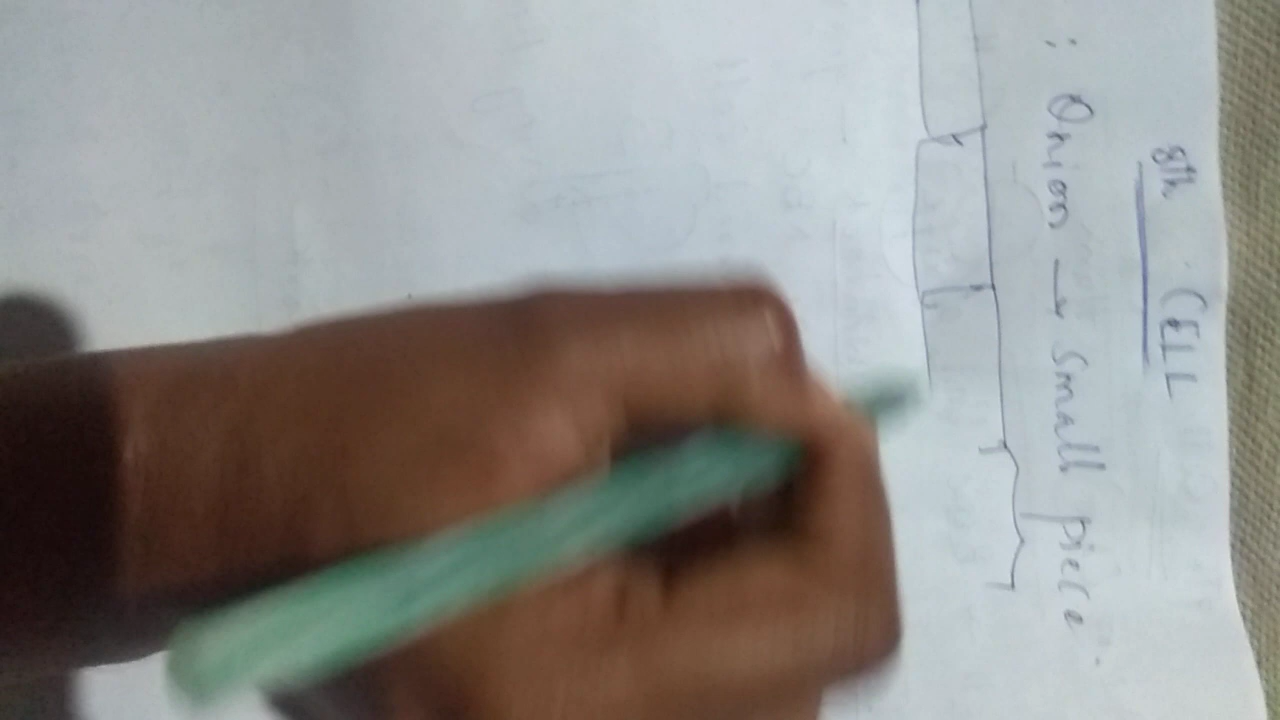 8th CELL
: Onion → Small piece.